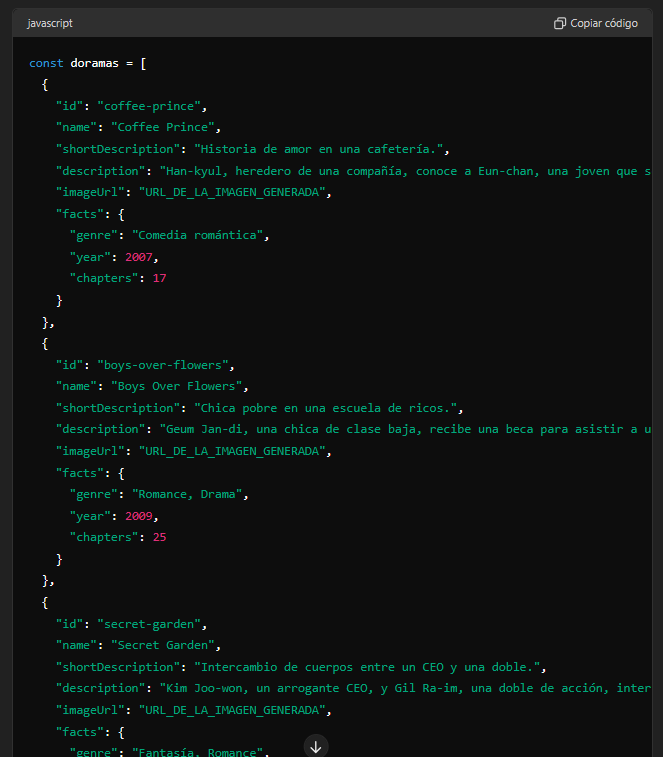 javascript
Copiar código
const doramas = [
{
"id": "coffee-prince",
"name": "Coffee Prince",
"shortDescription": "Historia de amor en una cafetería.",
"description": "Han-kyul, heredero de una compañía, conoce a Eun-chan, una joven que s
"imageUrl": "URL_DE_LA_IMAGEN_GENERADA",
"facts": {
"genre": "Comedia romántica",
"year": 2007,
"chapters": 17
}
},
{
"id": "boys-over-flowers",
"name": "Boys Over Flowers",
"shortDescription": "Chica pobre en una escuela de ricos.",
"description": "Geum Jan-di, una chica de clase baja, recibe una beca para asistir a u
"imageUrl": "URL_DE_LA_IMAGEN_GENERADA",
"facts": {
"genre": "Romance, Drama",
"year": 2009,
"chapters": 25
}
},
{
"id": "secret-garden",
"name": "Secret Garden",
"shortDescription": "Intercambio de cuerpos entre un CEO y una doble.",
"description": "Kim Joo-won, un arrogante CEO, y Gil Ra-im, una doble de acción, inter
"imageUrl": "URL_DE_LA_IMAGEN_GENERADA",
"facts": {
"genre": "Fantasía, Romance",